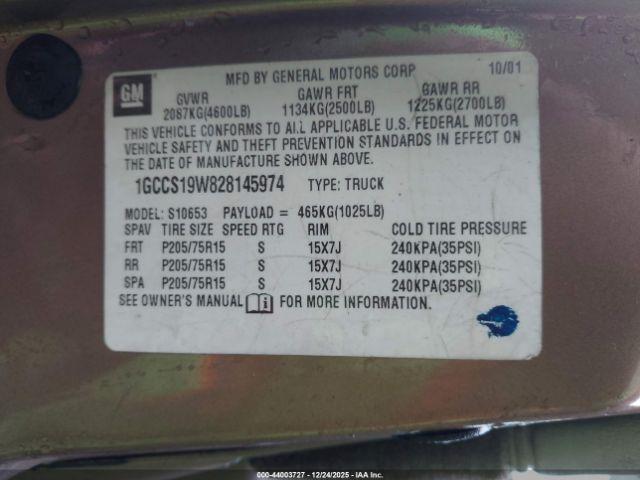 MFD BY GENERAL MOTORS CORP 10/01
GM
GVWR GAWR FRT GAWR RR
2087KG(4600LB) 1134KG(2500LB) 1225KG(2700LB)
THIS VEHICLE CONFORMS TO ALL APPLICABLE U.S. FEDERAL MOTOR
VEHICLE SAFETY AND THEFT PREVENTION STANDARDS IN EFFECT ON
THE DATE OF MANUFACTURE SHOWN ABOVE.
1GCCS19W828145974 TYPE: TRUCK
MODEL: S10653 PAYLOAD = 465KG(1025LB)
SPAV TIRE SIZE SPEED RTG RIM COLD TIRE PRESSURE
FRT P205/75R15 S 15X7J 240KPA(35PSI)
RR P205/75R15 S 15X7J 240KPA(35PSI)
SPA P205/75R15 S 15X7J 240KPA(35PSI)
SEE OWNER'S MANUAL FOR MORE INFORMATION.
000-44003727 - 12/24/2025 - IAA Inc.